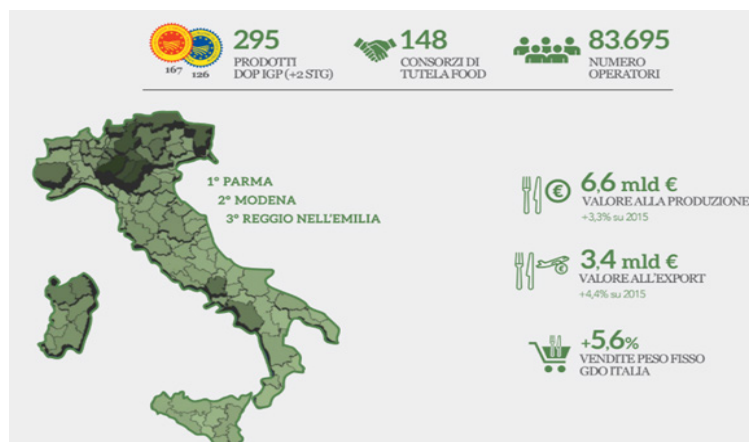 295
PRODOTTI
DOP IGP (+2 STG)
167 126
148
CONSORZI DI
TUTELA FOOD
83.695
NUMERO
OPERATORI
1° PARMA
2° MODENA
3° REGGIO NELL'EMILIA
6,6 mld €
VALORE ALLA PRODUZIONE
+3,3% su 2015
3,4 mld €
VALORE ALL'EXPORT
+4,4% su 2015
+5,6%
VENDITE PESO FISSO
GDO ITALIA